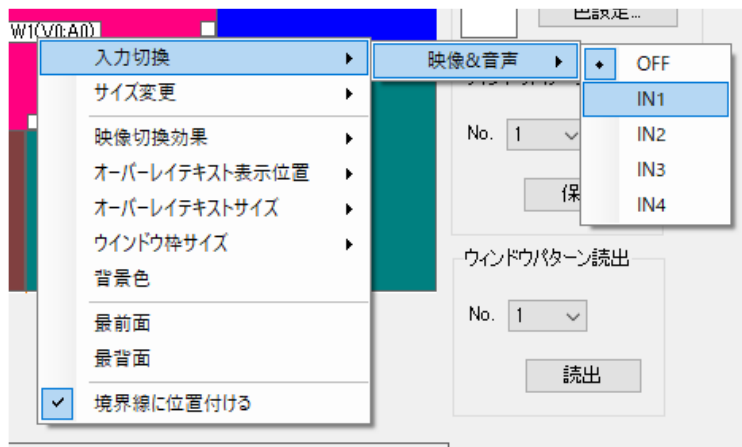 W1(V0:A0)
色設定...
入力切換
映像&音声
OFF
サイズ変更
IN1
映像切換効果
No. 1
IN2
オーバーレイテキスト表示位置
IN3
オーバーレイテキストサイズ
保
IN4
ウインドウ枠サイズ
ウィンドウパターン読出
背景色
最前面
No. 1
最背面
読出
境界線に位置付ける